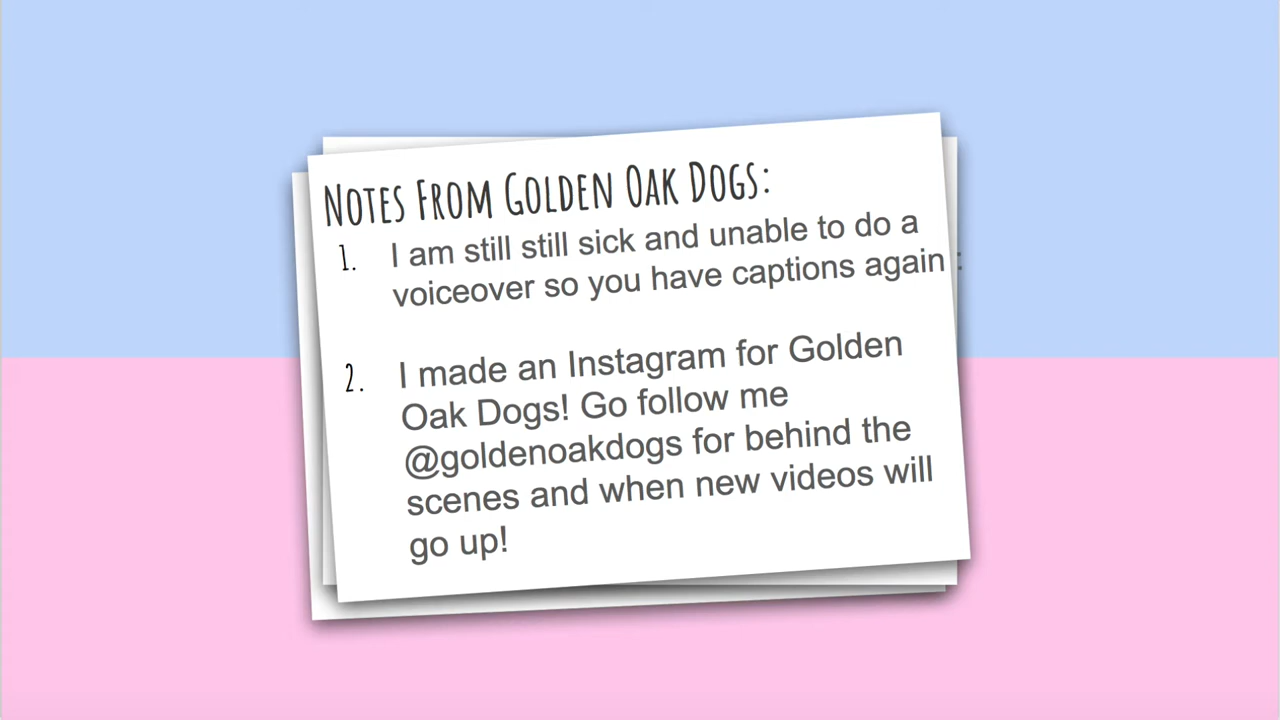 Notes From Golden Oak Dogs:
1. I am still still sick and unable to do a
voiceover so you have captions again :
2. I made an Instagram for Golden
Oak Dogs! Go follow me
@goldenoakdogs for behind the
scenes and when new videos will
go up!